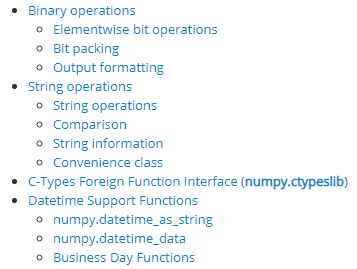 Binary operations
Elementwise bit operations
Bit packing
Output formatting
String operations
String operations
Comparison
String information
Convenience class
C-Types Foreign Function Interface (numpy.ctypeslib)
Datetime Support Functions
numpy.datetime_as_string
numpy.datetime_data
Business Day Functions